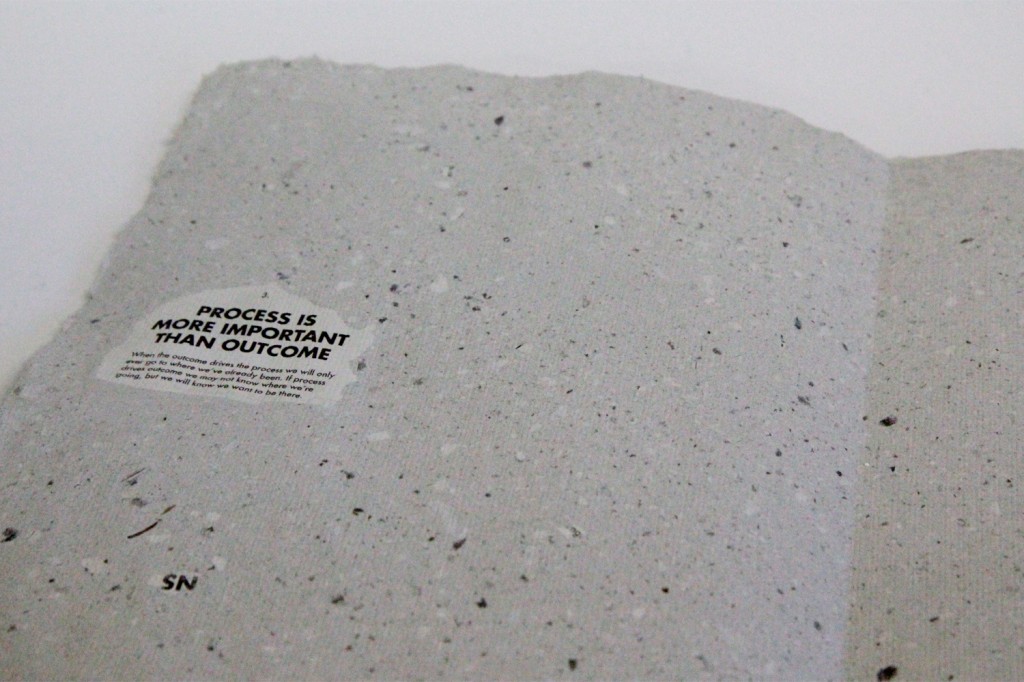 PROCESS IS
MORE IMPORTANT
THAN OUTCOME
When the outcome drives the process we will only
ever go to where we've already been. If process
drives outcome we may not know where we're
going, but we will know we want to be there.
SN